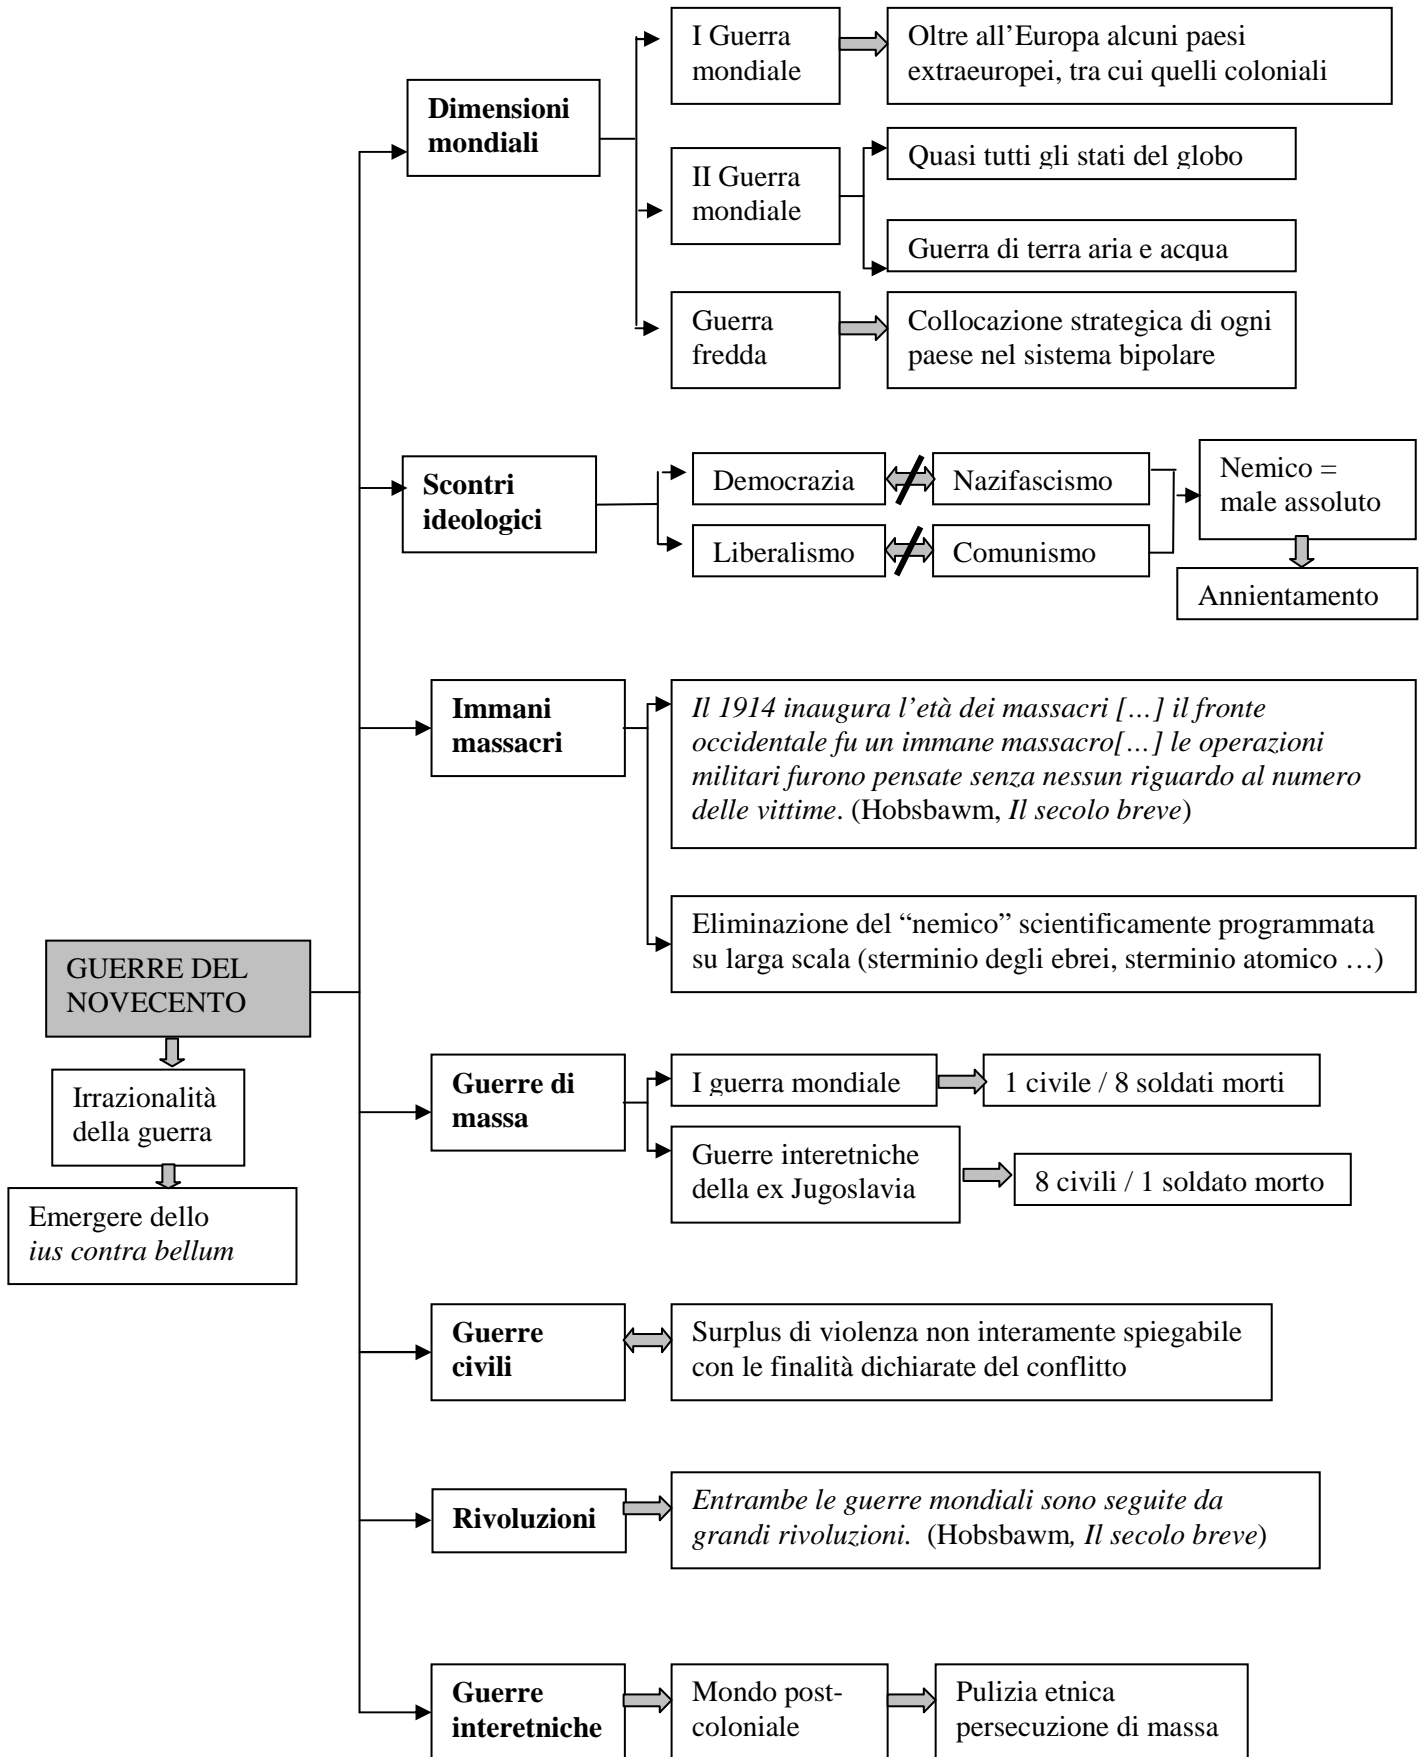 I Guerra
mondiale
Oltre all’Europa alcuni paesi
extraeuropei, tra cui quelli coloniali
Dimensioni
mondiali
II Guerra
mondiale
Quasi tutti gli stati del globo
Guerra di terra aria e acqua
Guerra
fredda
Collocazione strategica di ogni
paese nel sistema bipolare
Scontri
ideologici
Democrazia
Nazifascismo
Liberalismo
Comunismo
Nemico =
male assoluto
Annientamento
Immani
massacri
Il 1914 inaugura l’età dei massacri […] il fronte
occidentale fu un immane massacro[…] le operazioni
militari furono pensate senza nessun riguardo al numero
delle vittime. (Hobsbawm, Il secolo breve)
Eliminazione del “nemico” scientificamente programmata
su larga scala (sterminio degli ebrei, sterminio atomico …)
GUERRE DEL
NOVECENTO
Irrazionalità
della guerra
Emergere dello
ius contra bellum
Guerre di
massa
I guerra mondiale
1 civile / 8 soldati morti
Guerre interetniche
della ex Jugoslavia
8 civili / 1 soldato morto
Guerre
civili
Surplus di violenza non interamente spiegabile
con le finalità dichiarate del conflitto
Rivoluzioni
Entrambe le guerre mondiali sono seguite da
grandi rivoluzioni.  (Hobsbawm, Il secolo breve)
Guerre
interetniche
Mondo post-
coloniale
Pulizia etnica
persecuzione di massa